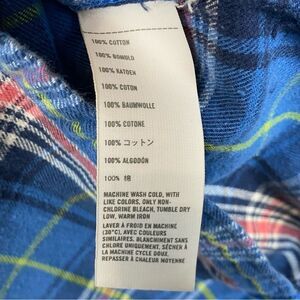 100% COTTON
100% BOMULD
100% KATOEN
100% COTON
100% BAUMWOLLE
100% COTONE
100% コットン
100% ALGODÓN
100% 棉
MACHINE WASH COLD, WITH
LIKE COLORS, ONLY NON-
CHLORINE BLEACH, TUMBLE DRY
LOW, WARM IRON
LAVER À FROID EN MACHINE
(30°C), AVEC COULEURS
SIMILAIRES, BLANCHIMENT SANS
CHLORE UNIQUEMENT, SÉCHER À
LA MACHINE CYCLE DOUX,
REPASSER À CHALEUR MOYENNE